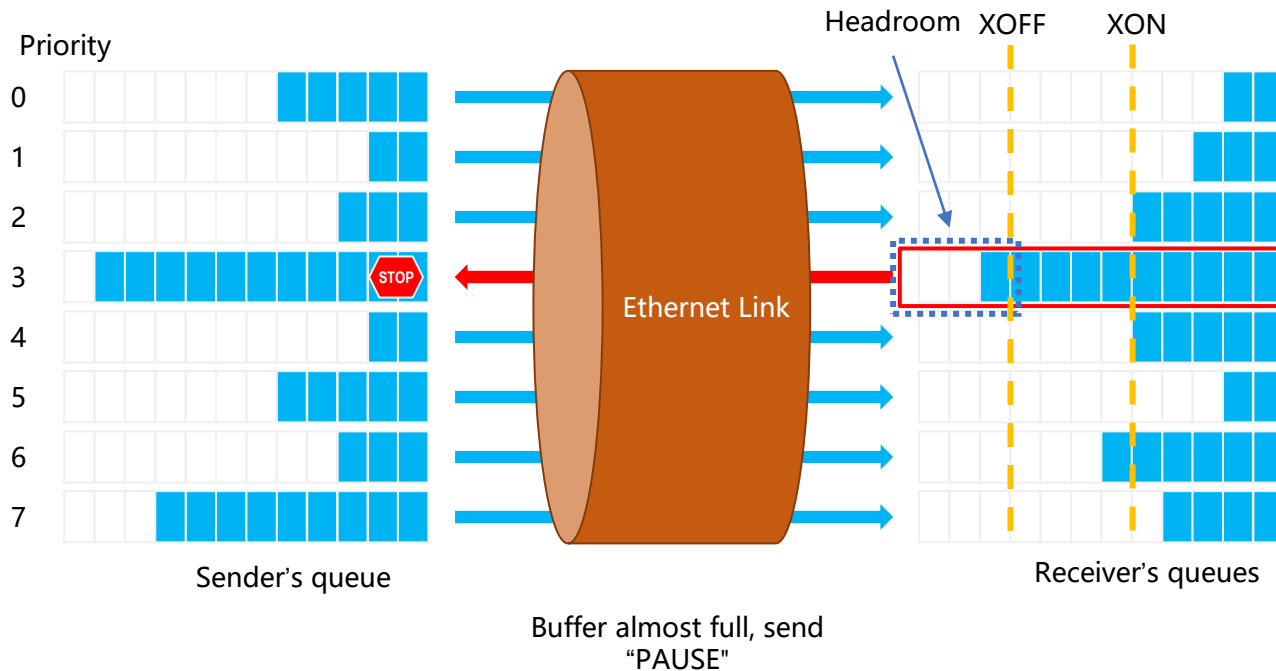 Headroom XOFF XON
Priority
0
1
2
3
STOP
Ethernet Link
4
5
6
7
Sender’s queue
Receiver’s queues
Buffer almost full, send
“PAUSE"